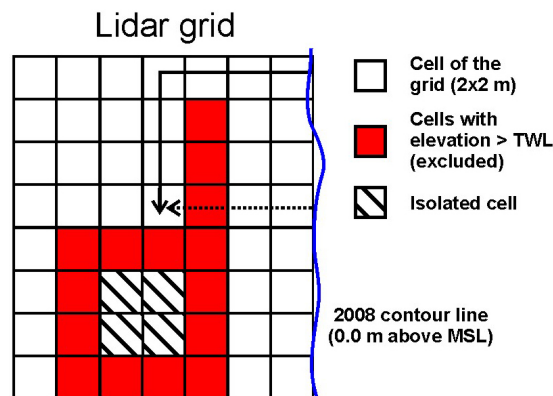 Lidar grid
Cell of the
grid (2x2 m)
Cells with
elevation > TWL
(excluded)
Isolated cell
2008 contour line
(0.0 m above MSL)